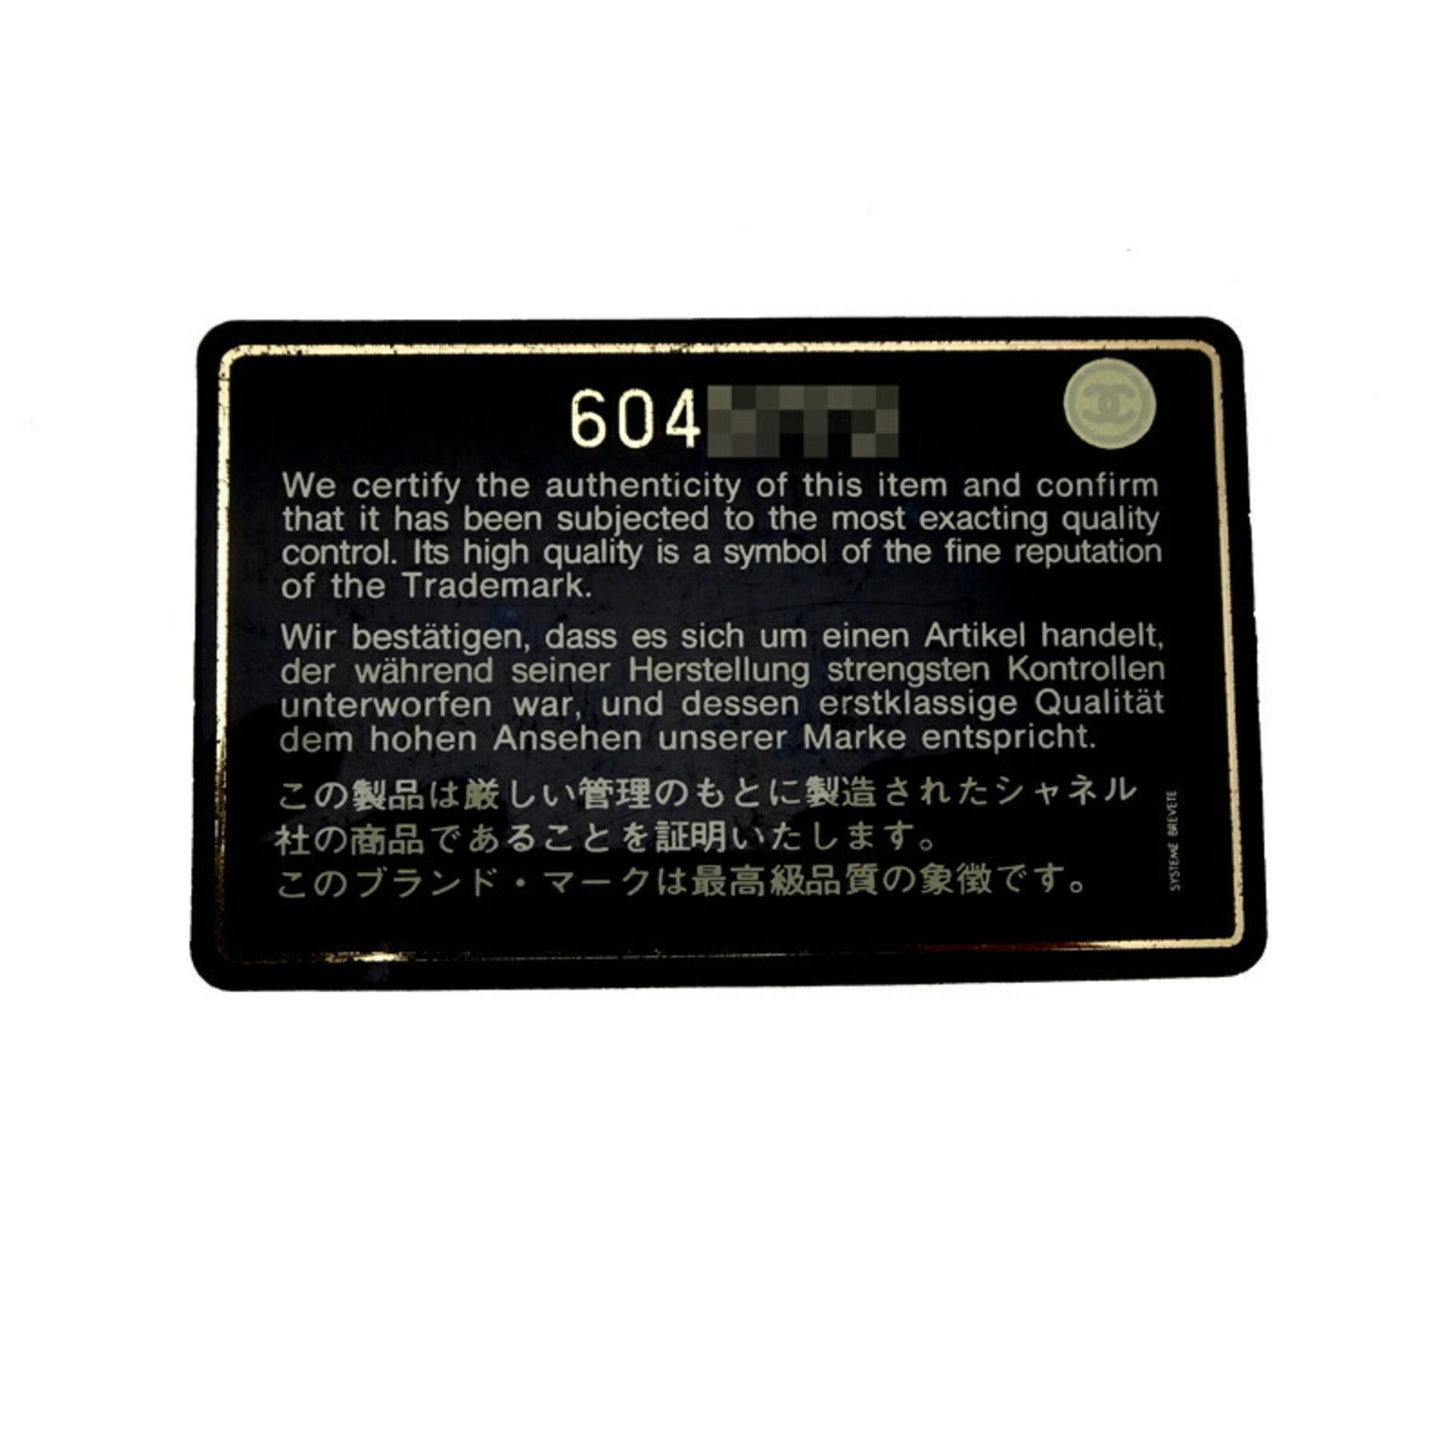 604
We certify the authenticity of this item and confirm
that it has been subjected to the most exacting quality
control. Its high quality is a symbol of the fine reputation
of the Trademark.
Wir bestätigen, dass es sich um einen Artikel handelt,
der während seiner Herstellung strengsten Kontrollen
unterworfen war, und dessen erstklassige Qualität
dem hohen Ansehen unserer Marke entspricht.
この製品は厳しい管理のもとに製造されたシャネル
社の商品であることを証明いたします。
このブランド・マークは最高級品質の象徴です。
SYSTEME BREVETE